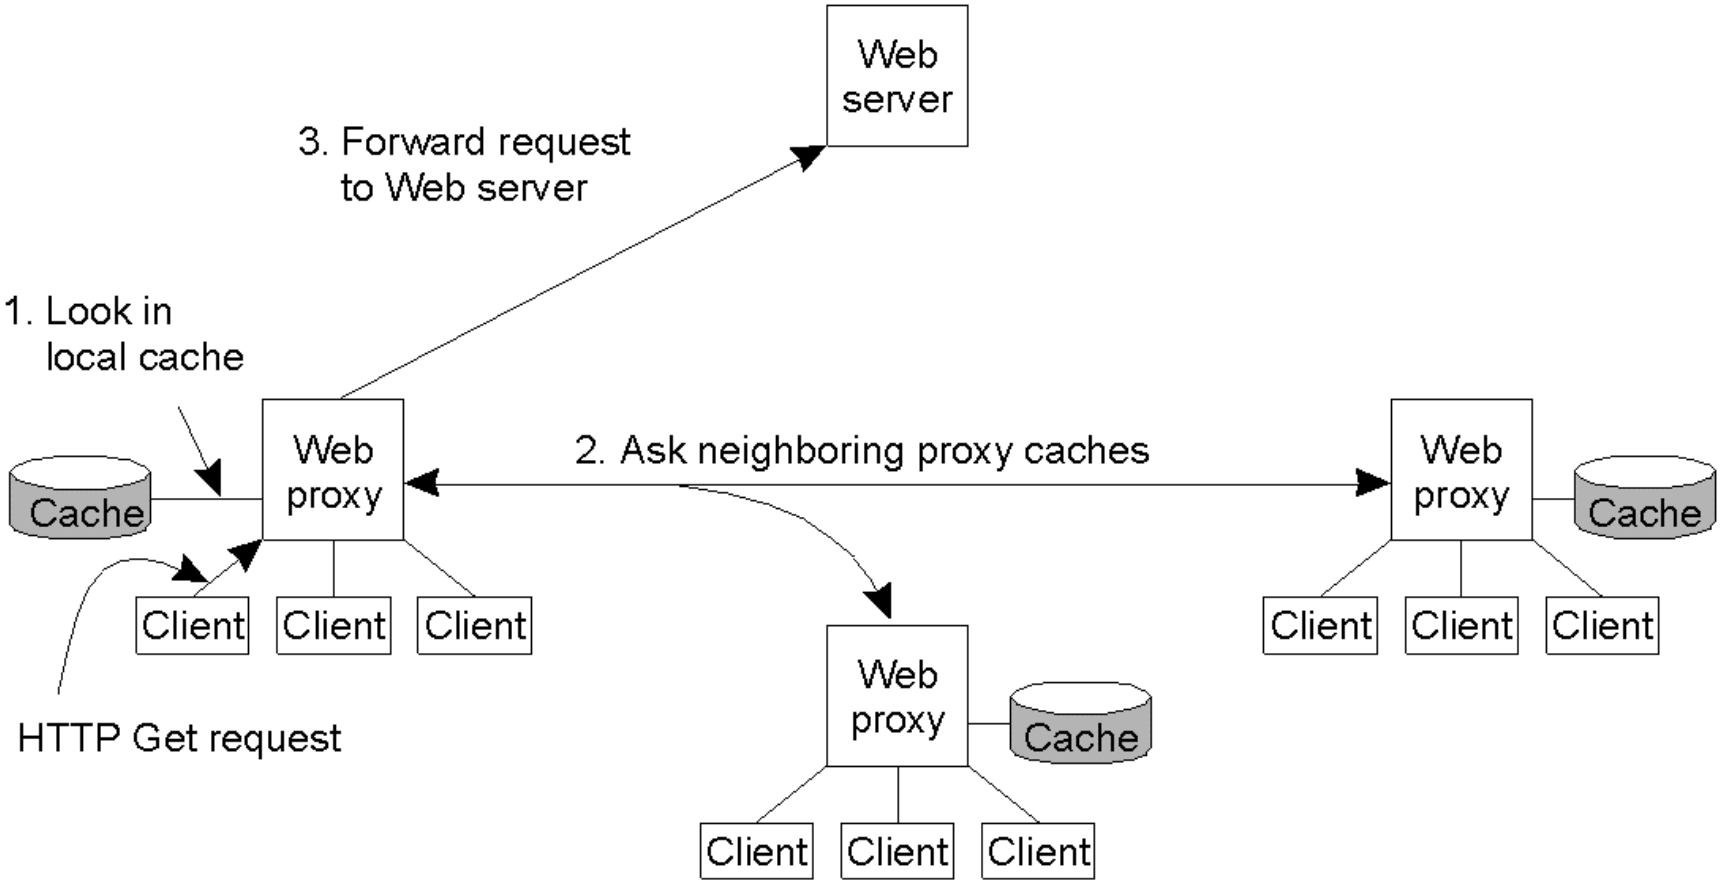 Web
server
3. Forward request
to Web server
1. Look in
local cache
Web
proxy
2. Ask neighboring proxy caches
Web
proxy
Cache
Cache
Client
Client
Client
Client
Client
Client
Web
proxy
Cache
HTTP Get request
Client
Client
Client